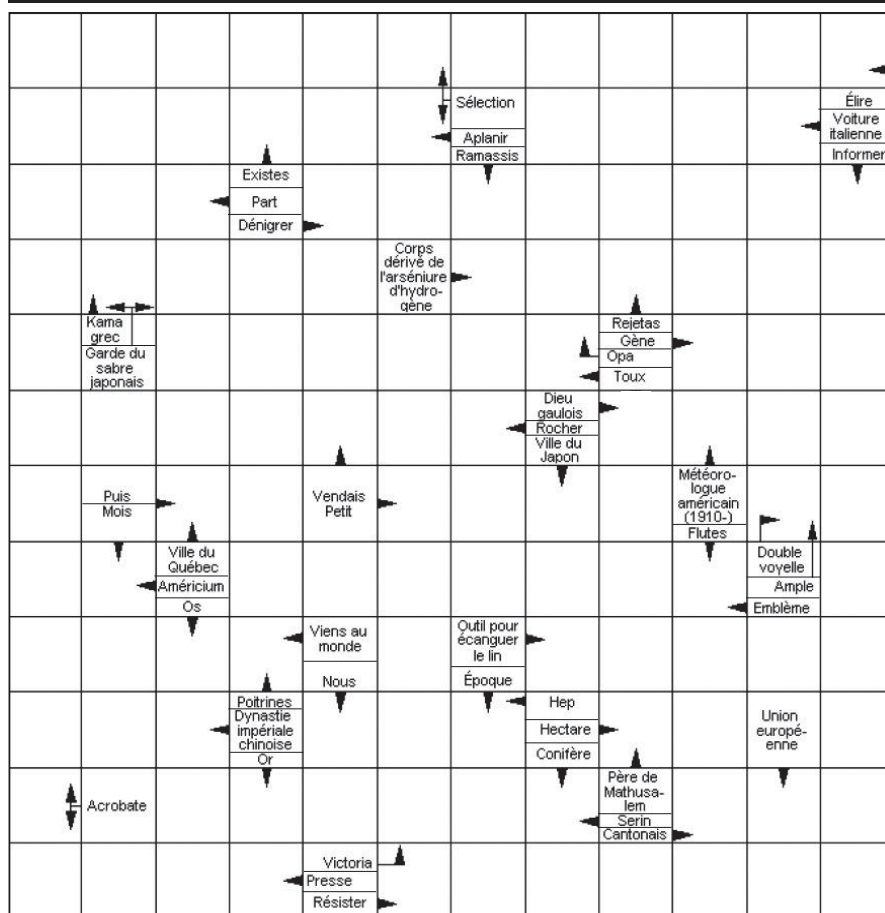 Sélection
Aplanir
Ramassis
Élire
Voiture
italienne
Informer
Existes
Part
Dénigrer
Corps
dérivé de
l'arséniure
d'hydro-
gène
Kama
grec
Garde du
sabre
japonais
Rejetas
Gène
Opa
Toux
Dieu
gaulois
Rocher
Ville du
Japon
Puis
Mois
Vendais
Petit
Météoro-
logue
américain
(1910-)
Flutes
Ville du
Québec
Américium
Os
Double
voyelle
Ample
Emblème
Viens au
monde
Nous
Outil pour
écanguer
le lin
Époque
Poitrines
Dynastie
impériale
chinoise
Or
Hep
Hectare
Conifère
Union
europé-
enne
Acrobate
Père de
Mathusa-
lem
Serin
Cantonais
Victoria
Presse
Résister